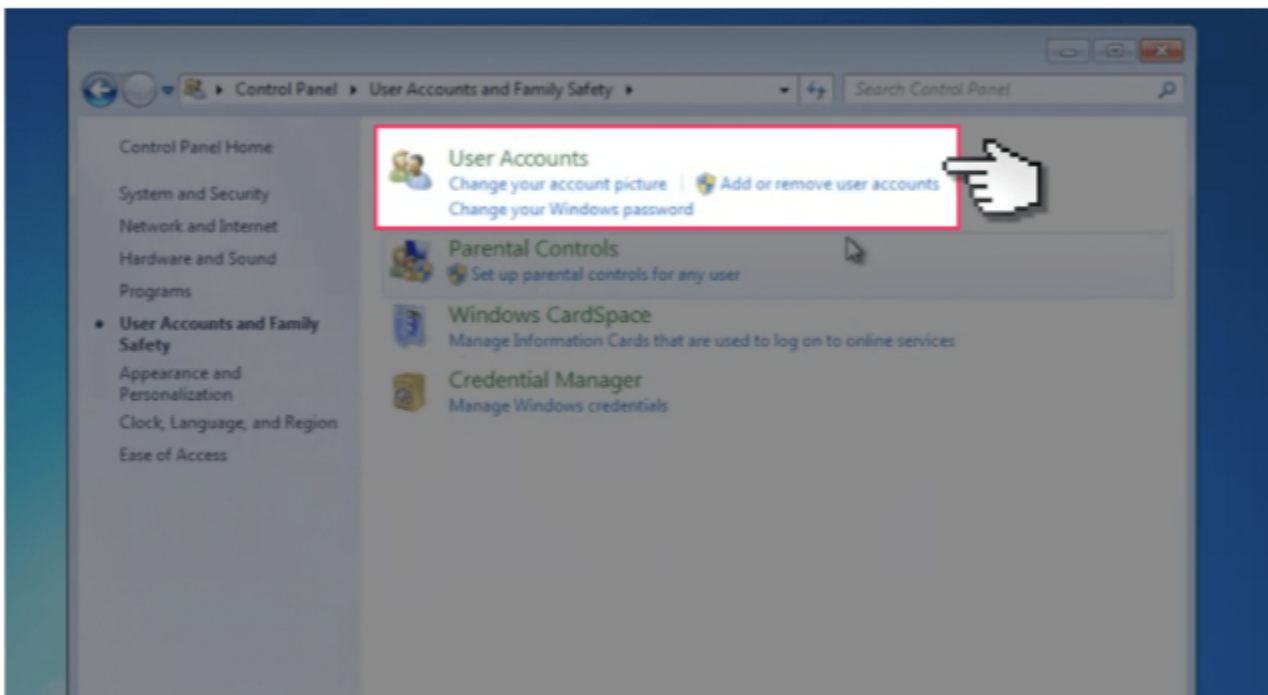 Control Panel User Accounts and Family Safety Search Control Panel
Control Panel Home
System and Security
Network and Internet
Hardware and Sound
Programs
User Accounts and Family
Safety
Appearance and
Personalization
Clock, Language, and Region
Ease of Access
User Accounts
Change your account picture Add or remove user accounts
Change your Windows password
Parental Controls
Set up parental controls for any user
Windows CardSpace
Manage Information Cards that are used to log on to online services
Credential Manager
Manage Windows credentials